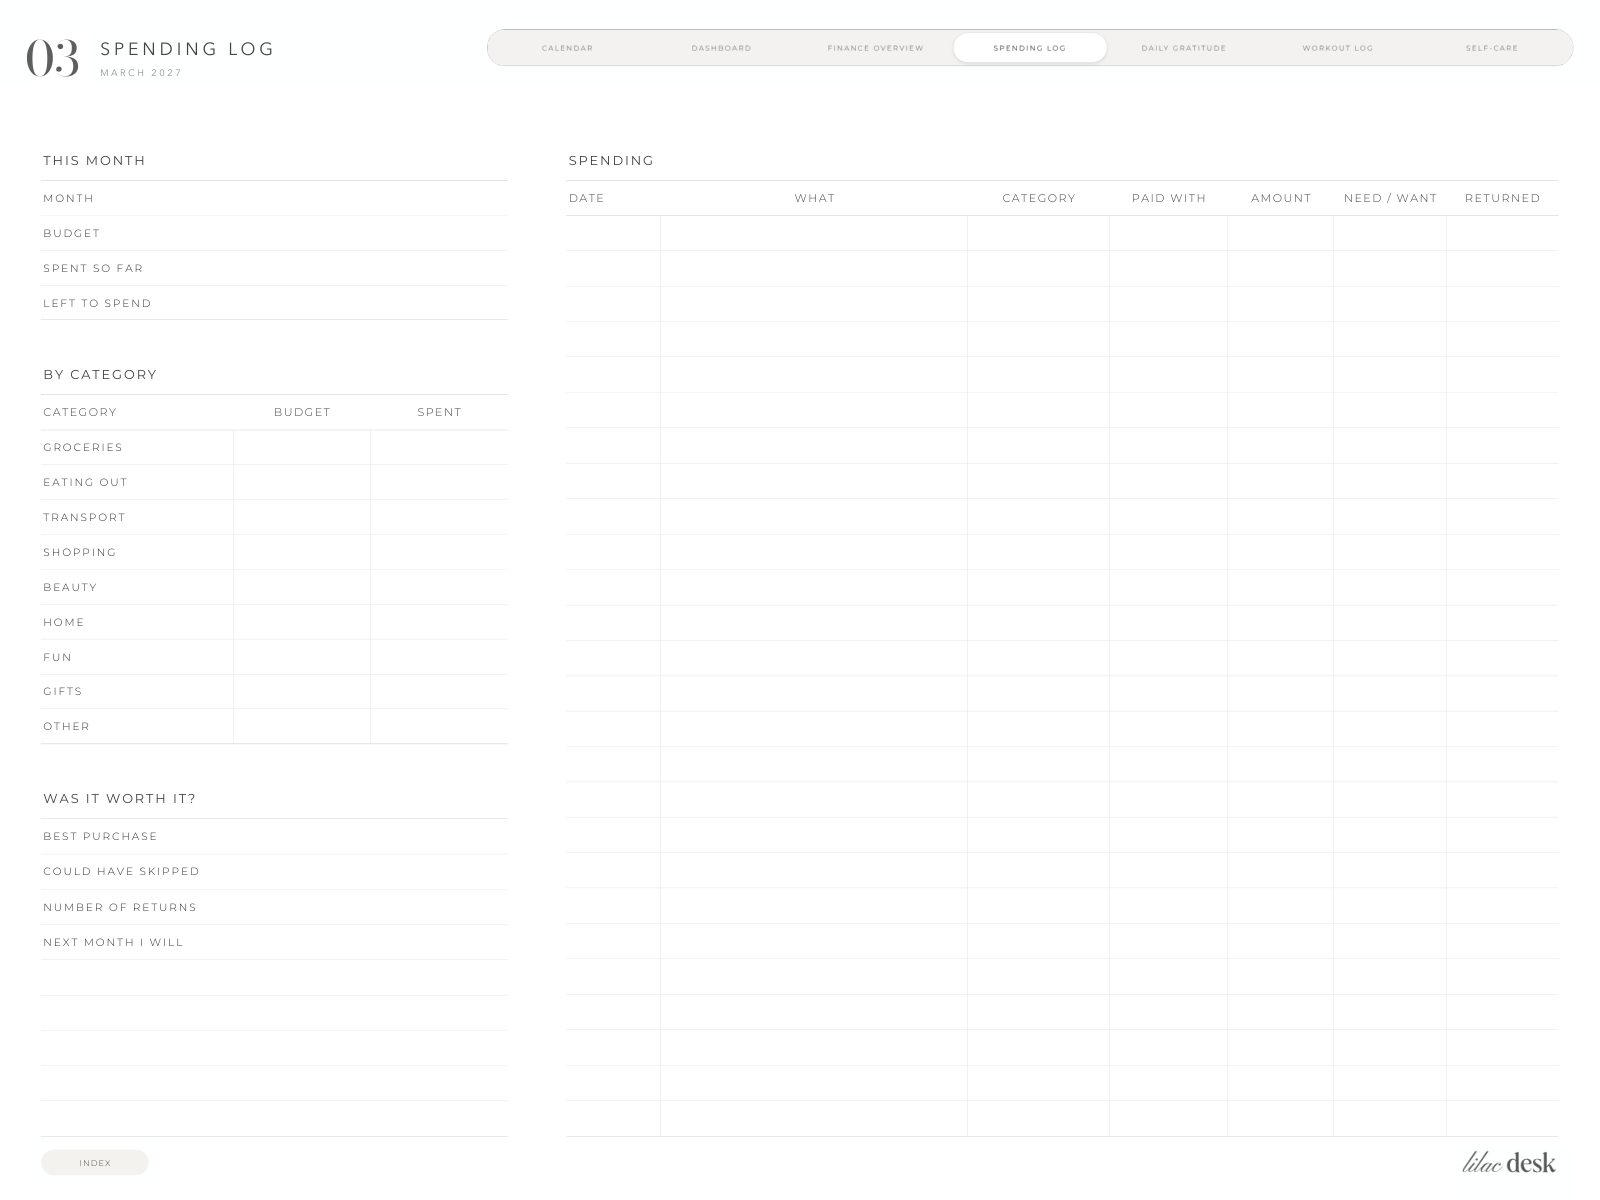 03
SPENDING LOG
MARCH 2027
CALENDAR DASHBOARD FINANCE OVERVIEW SPENDING LOG DAILY GRATITUDE WORKOUT LOG SELF-CARE
THIS MONTH
MONTH
BUDGET
SPENT SO FAR
LEFT TO SPEND
BY CATEGORY
CATEGORY BUDGET SPENT
GROCERIES
EATING OUT
TRANSPORT
SHOPPING
BEAUTY
HOME
FUN
GIFTS
OTHER
WAS IT WORTH IT?
BEST PURCHASE
COULD HAVE SKIPPED
NUMBER OF RETURNS
NEXT MONTH I WILL
SPENDING
DATE WHAT CATEGORY PAID WITH AMOUNT NEED / WANT RETURNED
INDEX
lilac desk